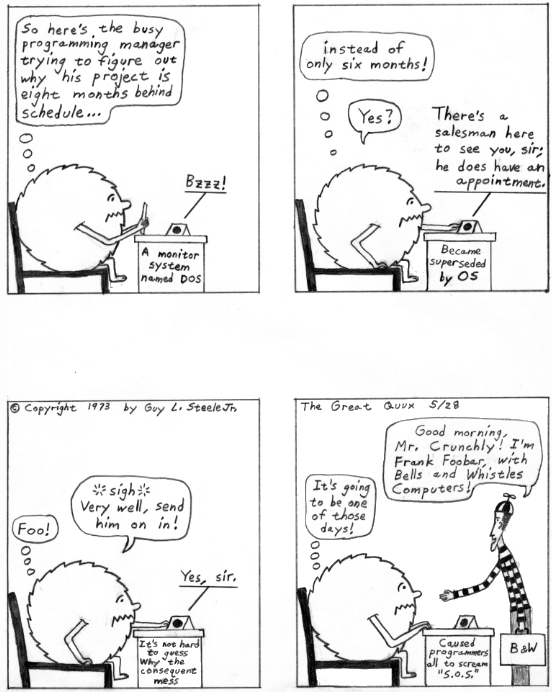 So here's the busy
programming manager
trying to figure out
why his project is
eight months behind
schedule...
Bzzz!
A monitor
system
named DOS
instead of
only six months!
Yes?
There's a
salesman here
to see you, sir;
he does have an
appointment.
Became
superseded
by OS
© Copyright 1973 by Guy L. Steele Jr.
Foo!
*sigh*
Very well, send
him on in!
Yes, sir.
It's not hard
to guess
Why the
consequent
mess
The Great Quux 5/28
It's going
to be one
of those
days!
Good morning,
Mr. Crunchly! I'm
Frank Foobar, with
Bells and Whistles
Computers!
B&W
Caused
programmers
all to scream
"S.O.S."